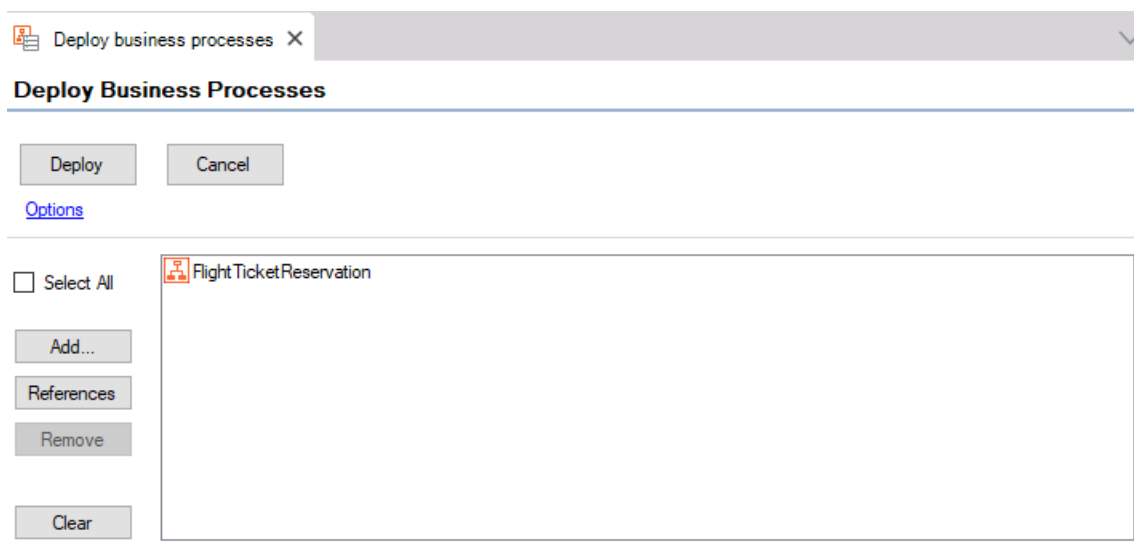 Deploy business processes
Deploy Business Processes
Deploy Cancel
Options
Select All
FlightTicketReservation
Add...
References
Remove
Clear